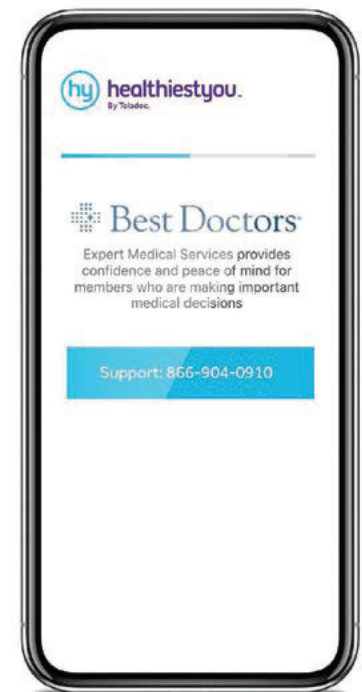 hy healthiestyou.
By Teladoc.
Best Doctors
Expert Medical Services provides
confidence and peace of mind for
members who are making important
medical decisions
Support: 866-904-0910